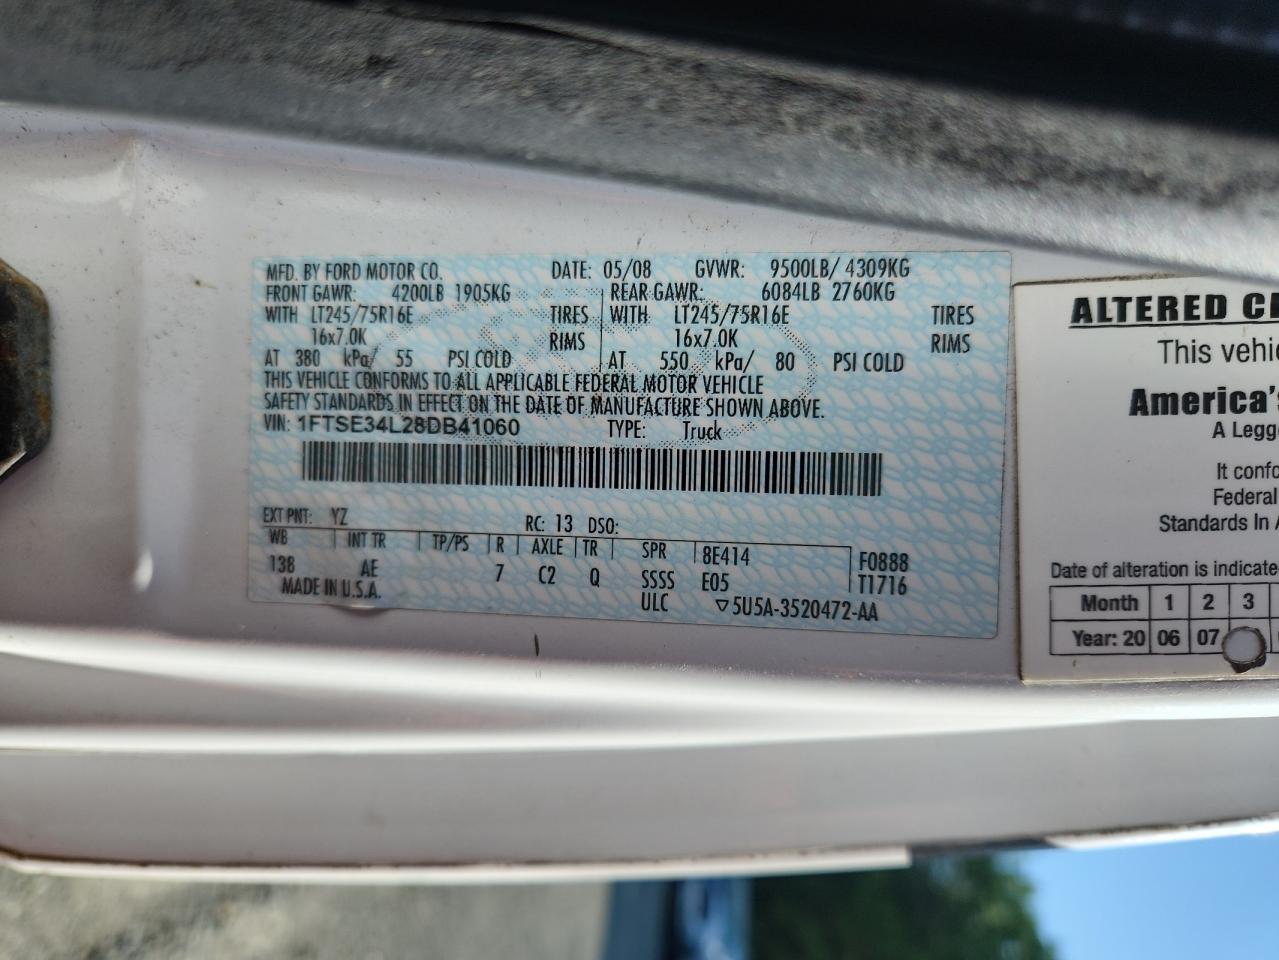 MFD. BY FORD MOTOR CO. DATE: 05/08 GVWR: 9500LB/ 4309KG
FRONT GAWR: 4200LB 1905KG REAR GAWR: 6084LB 2760KG
WITH LT245/75R16E TIRES WITH LT245/75R16E TIRES
16x7.0K RIMS 16x7.0K RIMS
AT 380 kPa/ 55 PSI COLD AT 550 kPa/ 80 PSI COLD
THIS VEHICLE CONFORMS TO ALL APPLICABLE FEDERAL MOTOR VEHICLE
SAFETY STANDARDS IN EFFECT ON THE DATE OF MANUFACTURE SHOWN ABOVE.
VIN: 1FTSE34L28DB41060 TYPE: Truck
EXT PNT: YZ RC: 13 DSO:
WB INT TR TP/PS R AXLE TR SPR 8E414 F0888
138 AE 7 C2 Q SSSS E05 T1716
MADE IN U.S.A. ULC ▽5U5A-3520472-AA
ALTERED
This
America's
A
It
Federal
Standards In
Date of alteration is
Month 1 2 3
Year: 20 06 07